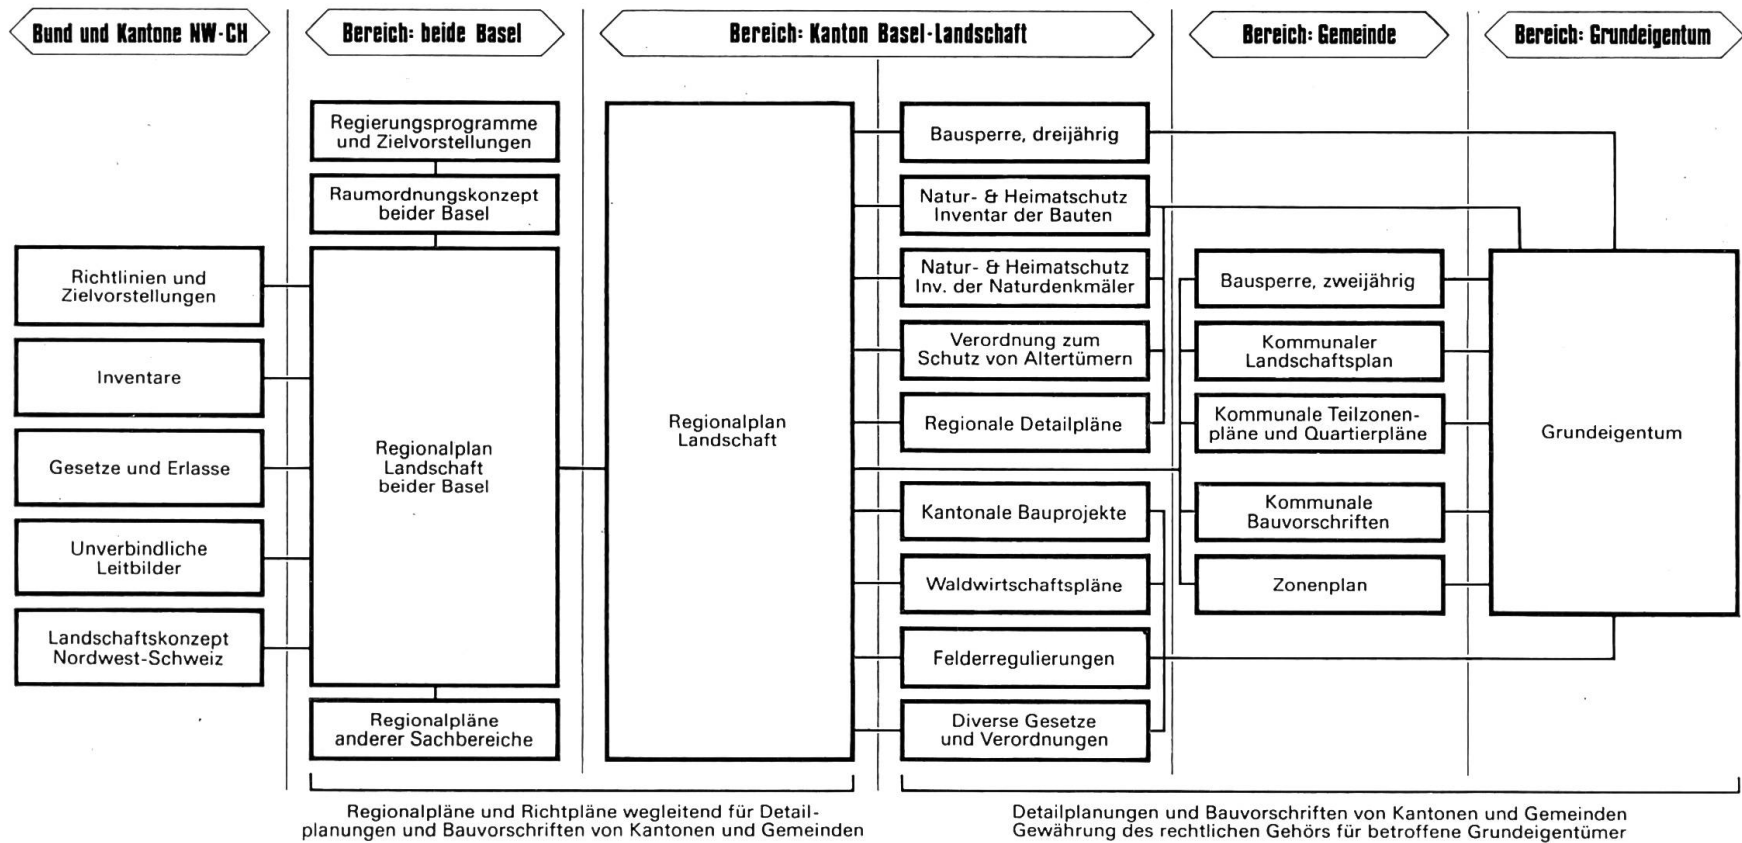 Bund und Kantone NW-CH
Bereich: beide Basel
Bereich: Kanton Basel-Landschaft
Bereich: Gemeinde
Bereich: Grundeigentum
Richtlinien und
Zielvorstellungen
Inventare
Gesetze und Erlasse
Unverbindliche
Leitbilder
Landschaftskonzept
Nordwest-Schweiz
Regierungsprogramme
und Zielvorstellungen
Raumordnungskonzept
beider Basel
Regionalplan
Landschaft
beider Basel
Regionalpläne
anderer Sachbereiche
Regionalplan
Landschaft
Bausperre, dreijährig
Natur- & Heimatschutz
Inventar der Bauten
Natur- & Heimatschutz
Inv. der Naturdenkmäler
Verordnung zum
Schutz von Altertümern
Regionale Detailpläne
Kantonale Bauprojekte
Waldwirtschaftspläne
Felderregulierungen
Diverse Gesetze
und Verordnungen
Bausperre, zweijährig
Kommunaler
Landschaftsplan
Kommunale Teilzonen-
pläne und Quartierpläne
Kommunale
Bauvorschriften
Zonenplan
Grundeigentum
Regionalpläne und Richtpläne wegleitend für Detail-
planungen und Bauvorschriften von Kantonen und Gemeinden
Detailplanungen und Bauvorschriften von Kantonen und Gemeinden
Gewährung des rechtlichen Gehörs für betroffene Grundeigentümer